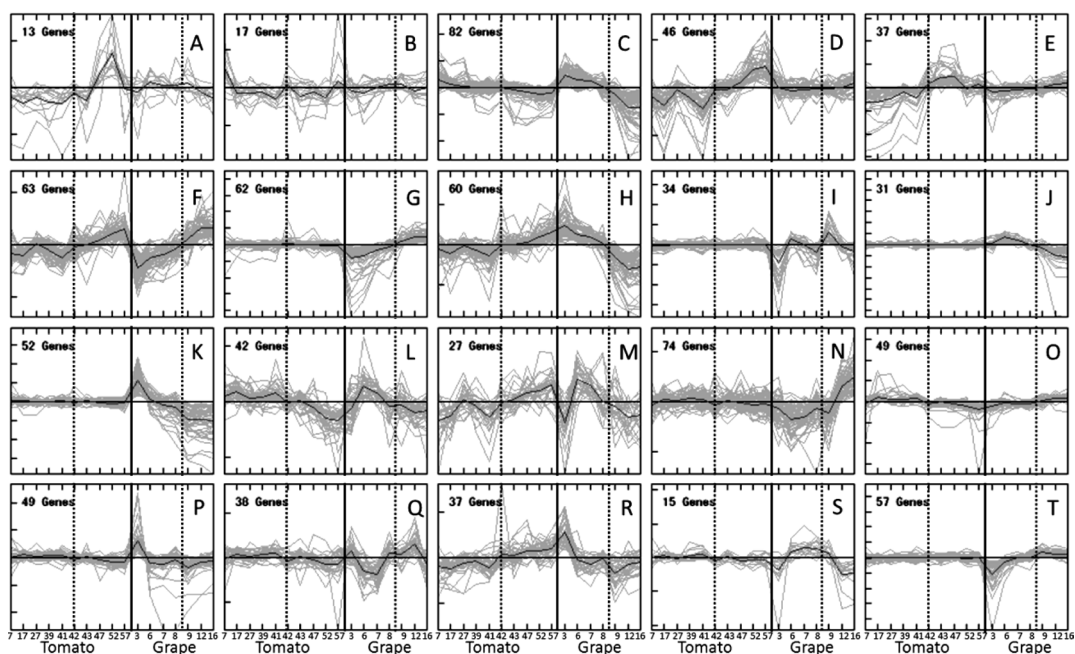 13 Genes A 17 Genes B 82 Genes C 46 Genes D 37 Genes E
63 Genes F 62 Genes G 60 Genes H 34 Genes I 31 Genes J
52 Genes K 42 Genes L 27 Genes M 74 Genes N 49 Genes O
49 Genes P 38 Genes Q 37 Genes R 15 Genes S 57 Genes T
7 17 27 39 41 42 43 47 52 57 3 6 7 8 9 12 16 7 17 27 39 41 42 43 47 52 57 3 6 7 8 9 12 16 7 17 27 39 41 42 43 47 52 57 3 6 7 8 9 12 16 7 17 27 39 41 42 43 47 52 57 3 6 7 8 9 12 16 7 17 27 39 41 42 43 47 52 57 3 6 7 8 9 12 16
Tomato Grape Tomato Grape Tomato Grape Tomato Grape Tomato Grape